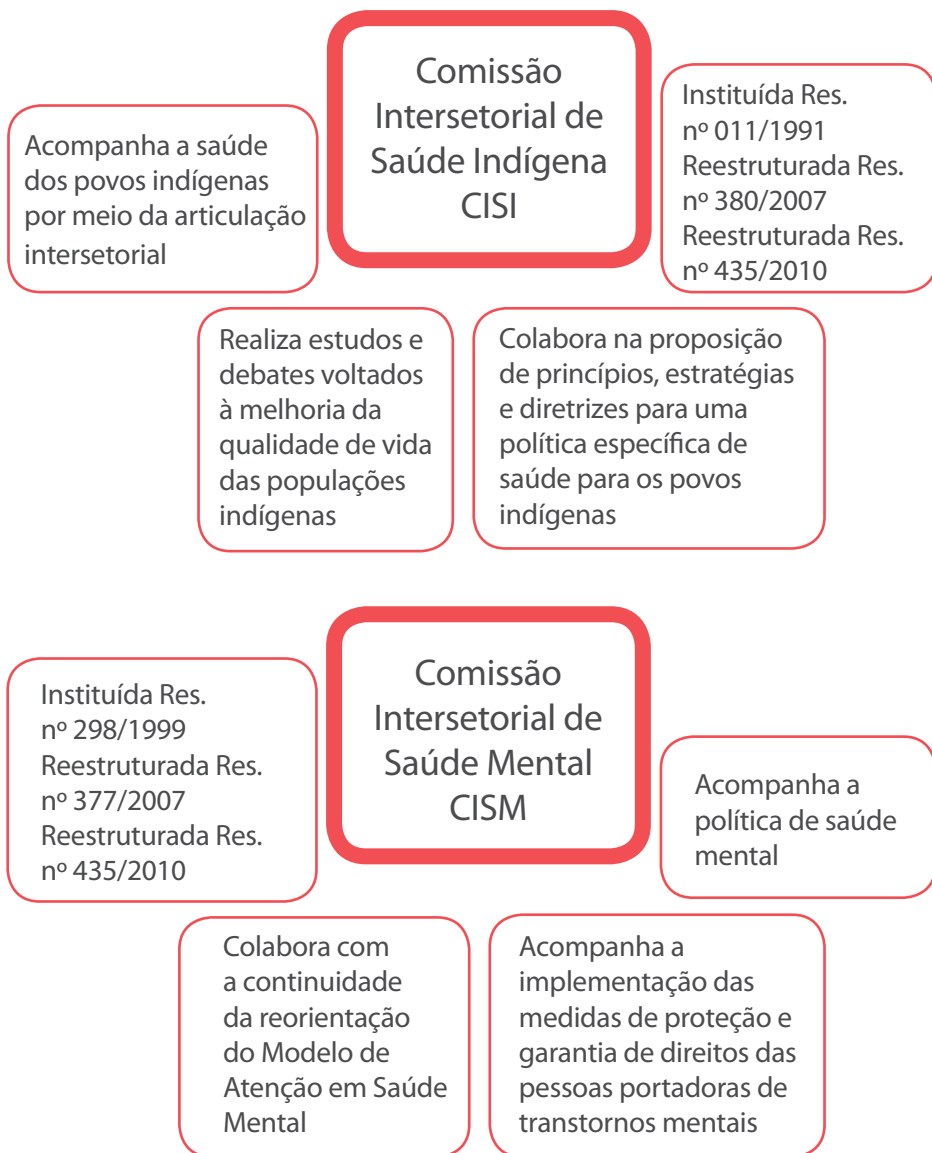 Comissão
Intersetorial de
Saúde Indígena
CISI
Acompanha a saúde
dos povos indígenas
por meio da articulação
intersetorial
Instituída Res.
nº 011/1991
Reestruturada Res.
nº 380/2007
Reestruturada Res.
nº 435/2010
Realiza estudos e
debates voltados
à melhoria da
qualidade de vida
das populações
indígenas
Colabora na proposição
de princípios, estratégias
e diretrizes para uma
política específica de
saúde para os povos
indígenas
Comissão
Intersetorial de
Saúde Mental
CISM
Instituída Res.
nº 298/1999
Reestruturada Res.
nº 377/2007
Reestruturada Res.
nº 435/2010
Acompanha a
política de saúde
mental
Colabora com
a continuidade
da reorientação
do Modelo de
Atenção em Saúde
Mental
Acompanha a
implementação das
medidas de proteção e
garantia de direitos das
pessoas portadoras de
transtornos mentais